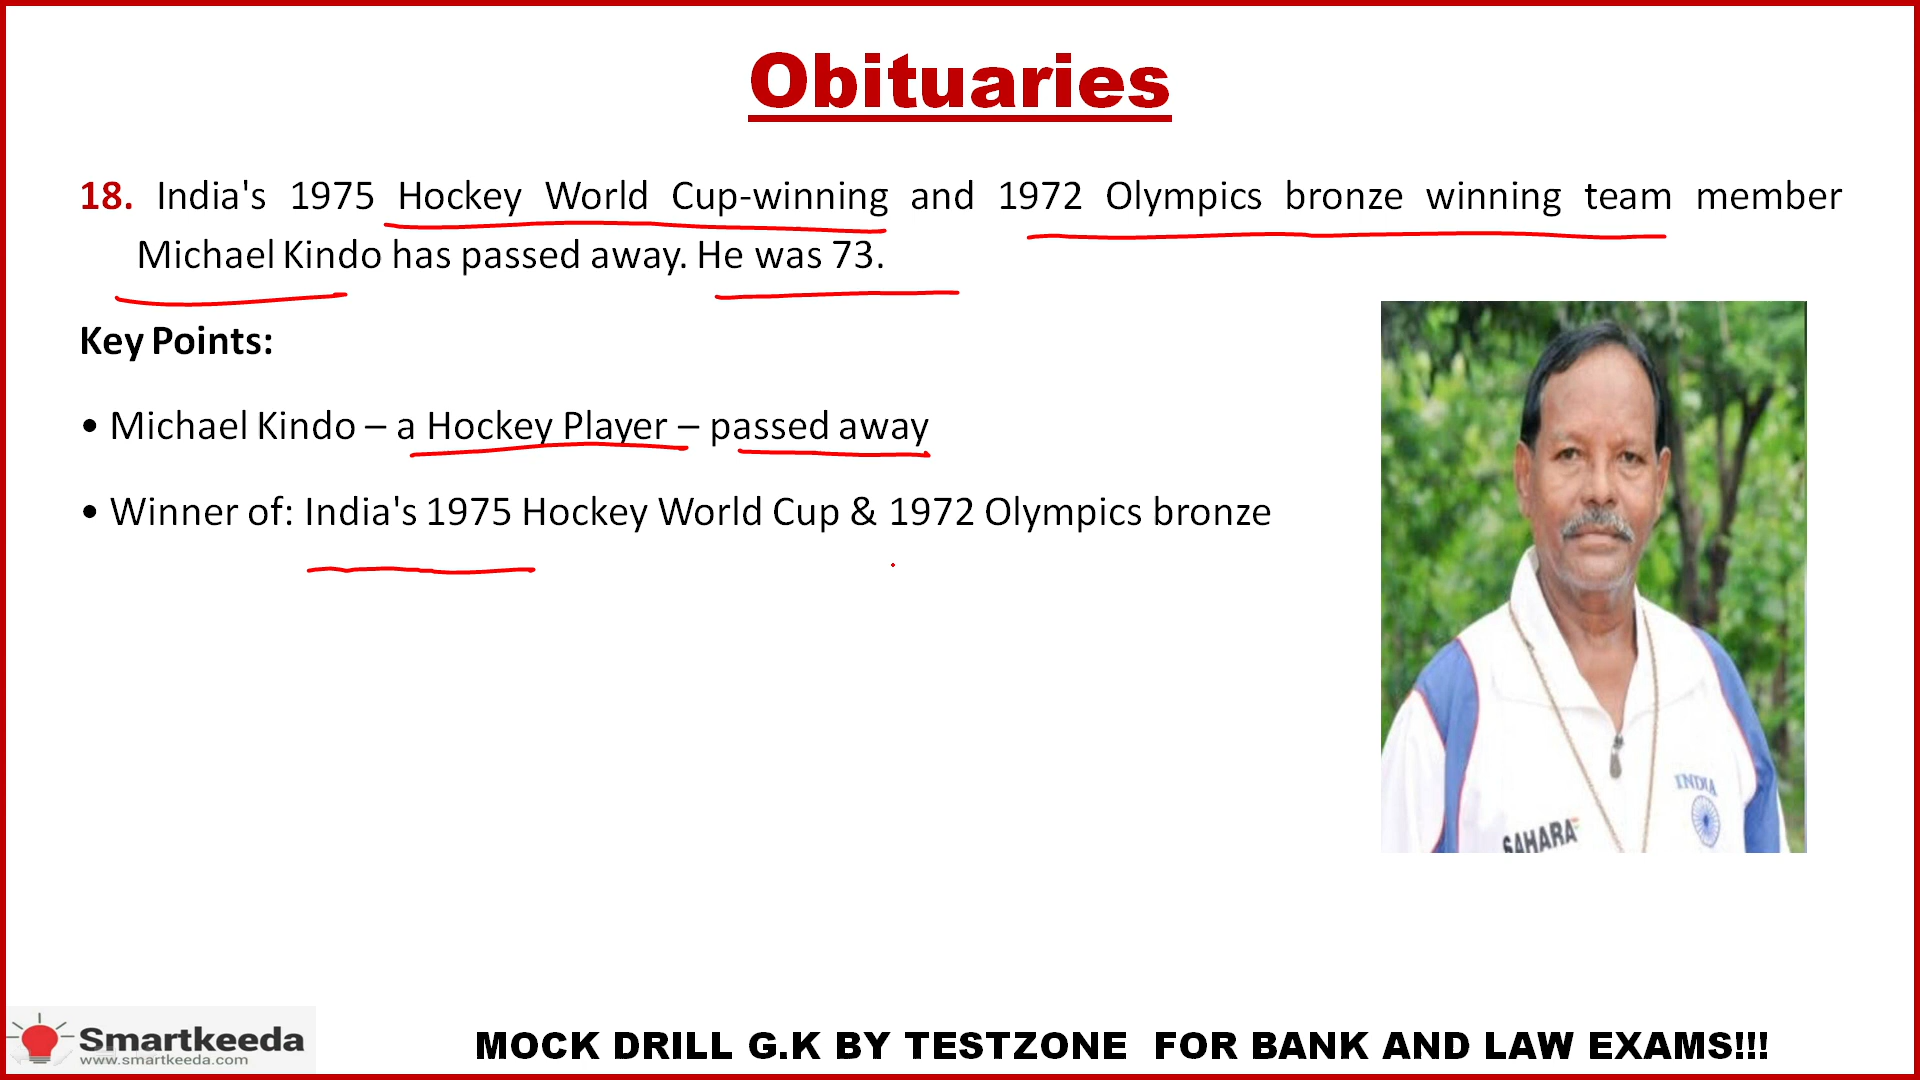 Obituaries
18. India's 1975 Hockey World Cup-winning and 1972 Olympics bronze winning team member
Michael Kindo has passed away. He was 73.
Key Points:
• Michael Kindo – a Hockey Player – passed away
• Winner of: India's 1975 Hockey World Cup & 1972 Olympics bronze
INDIA
SAHARA
Smartkeeda
www.smartkeeda.com
MOCK DRILL G.K BY TESTZONE FOR BANK AND LAW EXAMS!!!